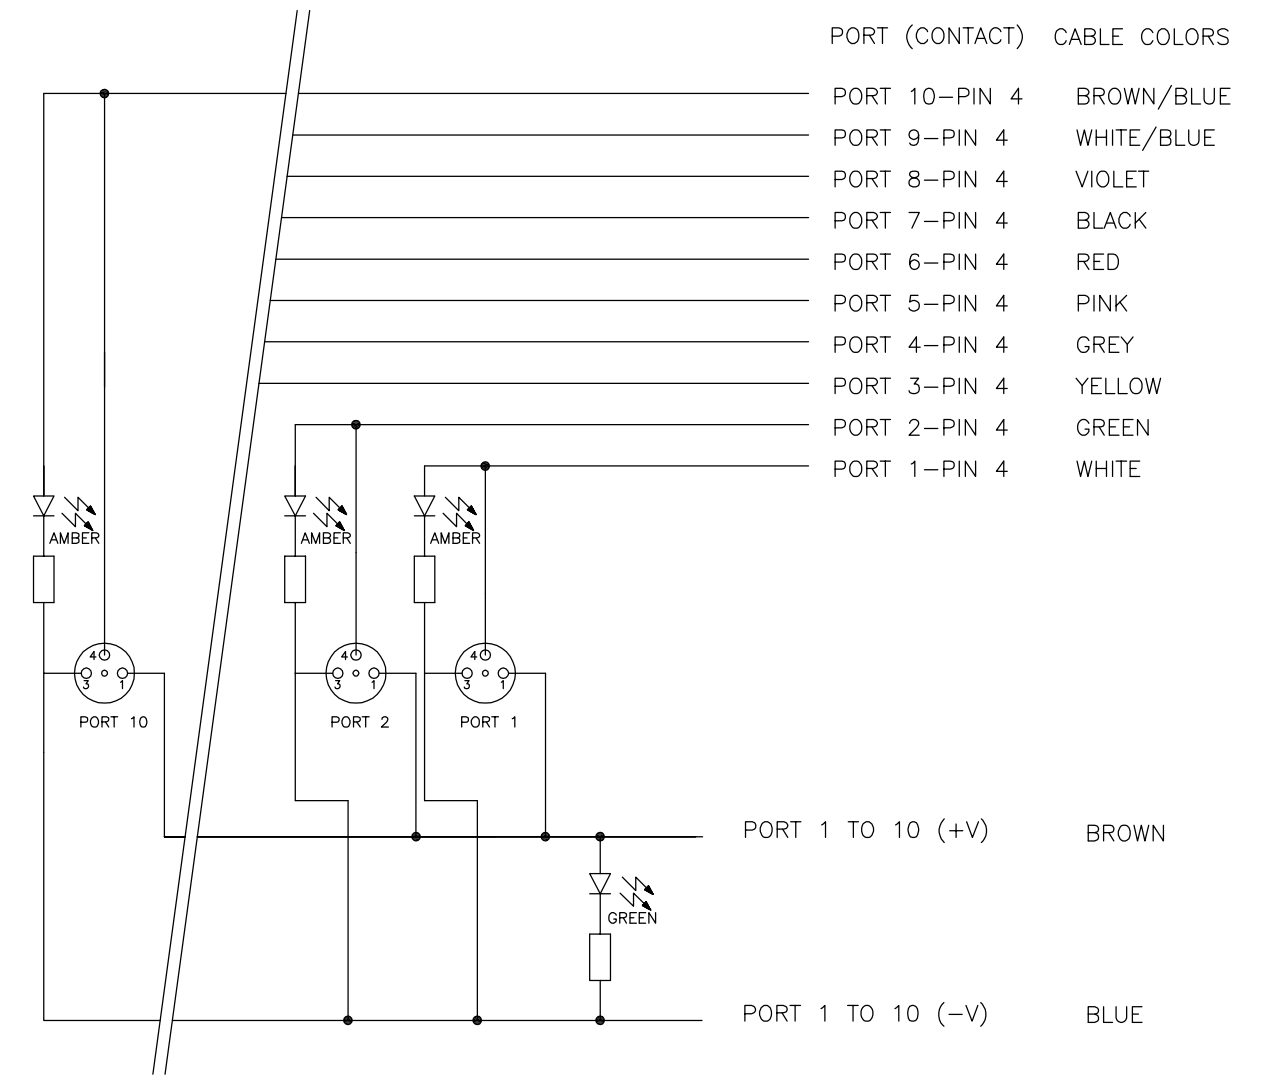 PORT (CONTACT) CABLE COLORS
PORT 10-PIN 4 BROWN/BLUE
PORT 9-PIN 4 WHITE/BLUE
PORT 8-PIN 4 VIOLET
PORT 7-PIN 4 BLACK
PORT 6-PIN 4 RED
PORT 5-PIN 4 PINK
PORT 4-PIN 4 GREY
PORT 3-PIN 4 YELLOW
PORT 2-PIN 4 GREEN
PORT 1-PIN 4 WHITE
AMBER AMBER AMBER
4 4 4
3 1 3 1 3 1
PORT 10 PORT 2 PORT 1
PORT 1 TO 10 (+V) BROWN
GREEN
PORT 1 TO 10 (-V) BLUE